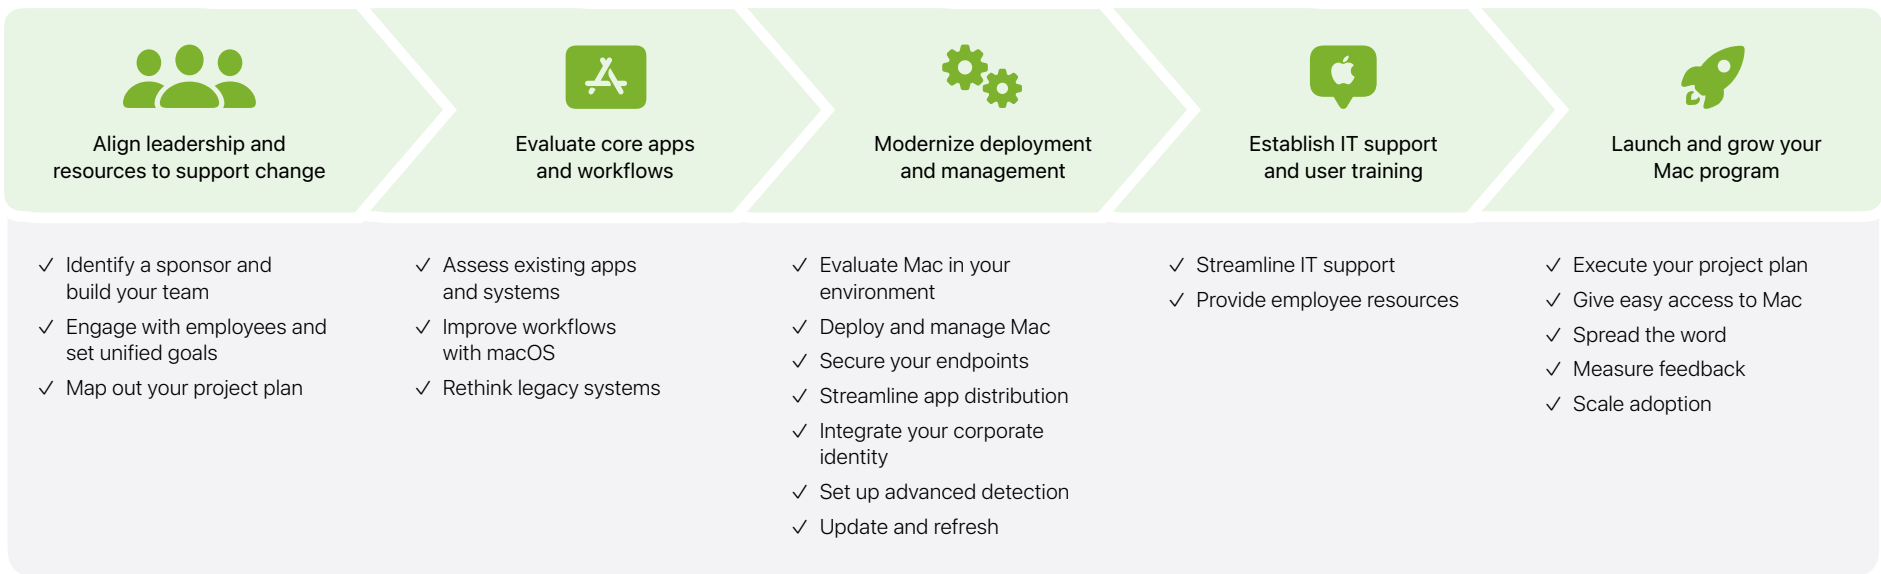 Align leadership and
resources to support change
Evaluate core apps
and workflows
Modernize deployment
and management
Establish IT support
and user training
Launch and grow your
Mac program
✓ Identify a sponsor and
build your team
✓ Engage with employees and
set unified goals
✓ Map out your project plan
✓ Assess existing apps
and systems
✓ Improve workflows
with macOS
✓ Rethink legacy systems
✓ Evaluate Mac in your
environment
✓ Deploy and manage Mac
✓ Secure your endpoints
✓ Streamline app distribution
✓ Integrate your corporate
identity
✓ Set up advanced detection
✓ Update and refresh
✓ Streamline IT support
✓ Provide employee resources
✓ Execute your project plan
✓ Give easy access to Mac
✓ Spread the word
✓ Measure feedback
✓ Scale adoption